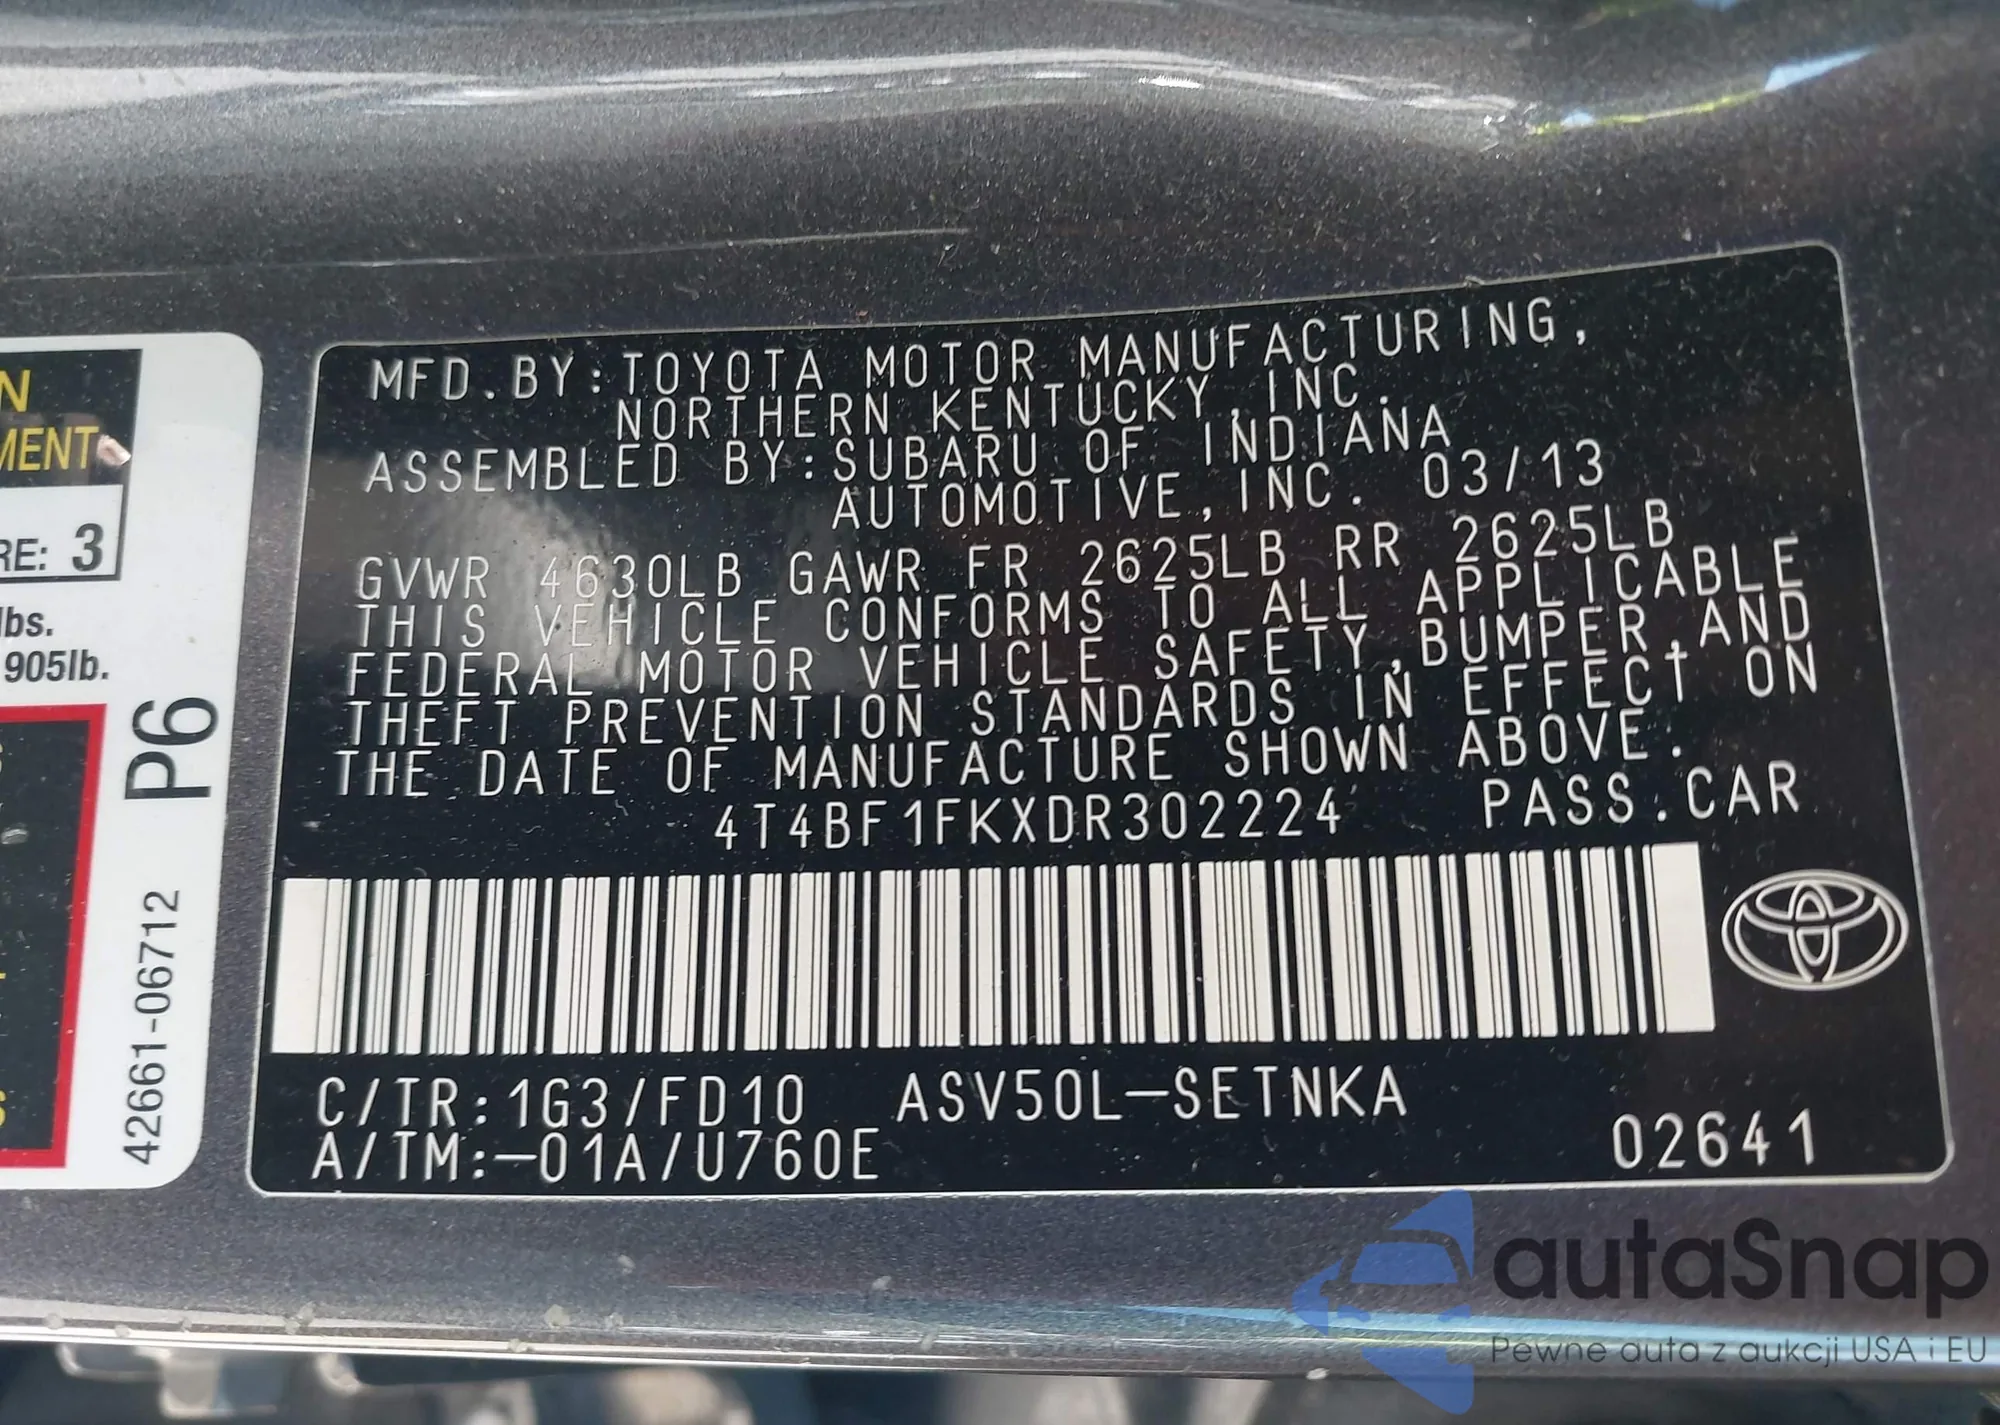 MFD.BY:TOYOTA MOTOR MANUFACTURING,
NORTHERN KENTUCKY,INC.
ASSEMBLED BY:SUBARU OF INDIANA
AUTOMOTIVE,INC. 03/13
GVWR 4630LB GAWR FR 2625LB RR 2625LB
THIS VEHICLE CONFORMS TO ALL APPLICABLE
FEDERAL MOTOR VEHICLE SAFETY,BUMPER,AND
THEFT PREVENTION STANDARDS IN EFFECT ON
THE DATE OF MANUFACTURE SHOWN ABOVE.
4T4BF1FKXDR302224 PASS.CAR
C/TR:1G3/FD10 ASV50L-SETNKA
A/TM:-01A/U760E 02641
N
MENT
RE: 3
lbs.
905lb.
P6
42661-06712
S
autaSnap
Pewne auta z aukcji USA i EU